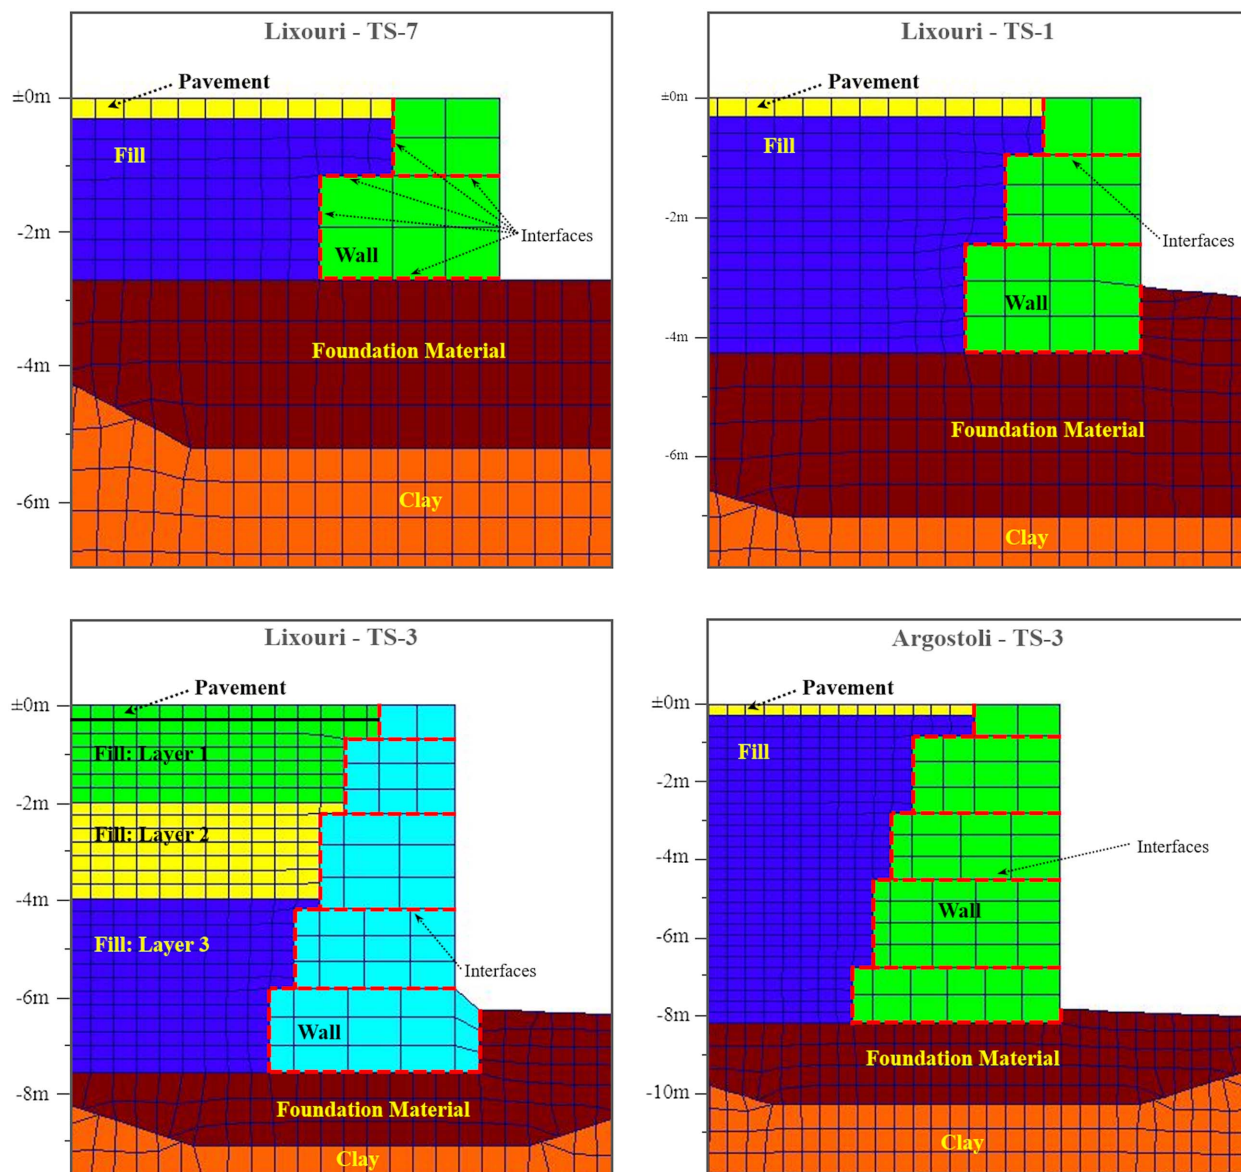 Lixouri - TS-7
Pavement
±0m
Fill
-2m
Interfaces
Wall
Foundation Material
-4m
Clay
-6m
Lixouri - TS-1
Pavement
±0m
Fill
-2m
Interfaces
Wall
-4m
Foundation Material
-6m
Clay
Lixouri - TS-3
Pavement
±0m
Fill: Layer 1
-2m
Fill: Layer 2
-4m
Fill: Layer 3
Interfaces
-6m
Wall
-8m
Foundation Material
Clay
Argostoli - TS-3
Pavement
±0m
Fill
-2m
Interfaces
-4m
Wall
-6m
-8m
Foundation Material
-10m
Clay